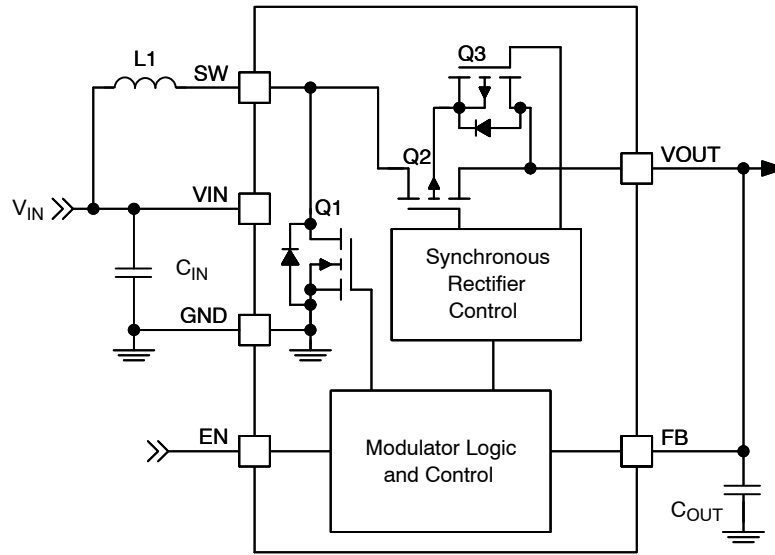 L1
SW
Q3
Q2
VOUT
VIN
VIN
Q1
CIN
Synchronous
Rectifier
Control
GND
EN
Modulator Logic
and Control
FB
COUT